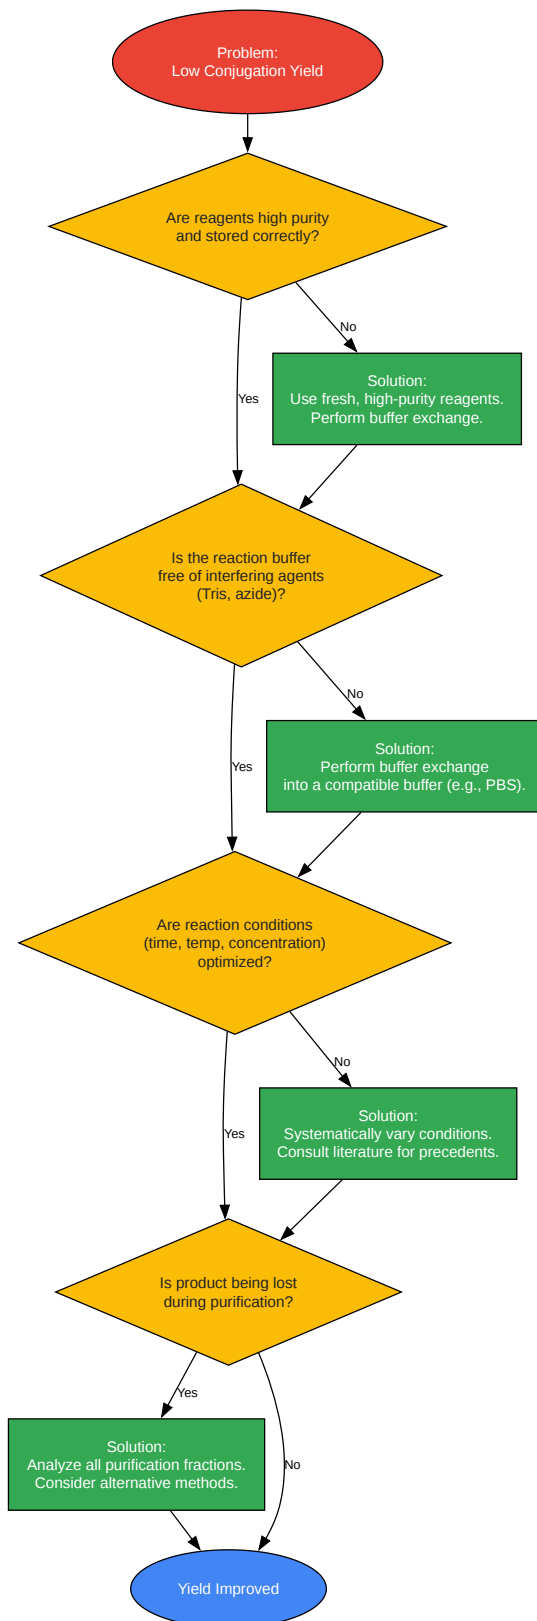 Problem:
Low Conjugation Yield
Are reagents high purity
and stored correctly?
No
Yes
Solution:
Use fresh, high-purity reagents.
Perform buffer exchange.
Is the reaction buffer
free of interfering agents
(Tris, azide)?
No
Yes
Solution:
Perform buffer exchange
into a compatible buffer (e.g., PBS).
Are reaction conditions
(time, temp, concentration)
optimized?
No
Yes
Solution:
Systematically vary conditions.
Consult literature for precedents.
Is product being lost
during purification?
Yes
No
Solution:
Analyze all purification fractions.
Consider alternative methods.
Yield Improved